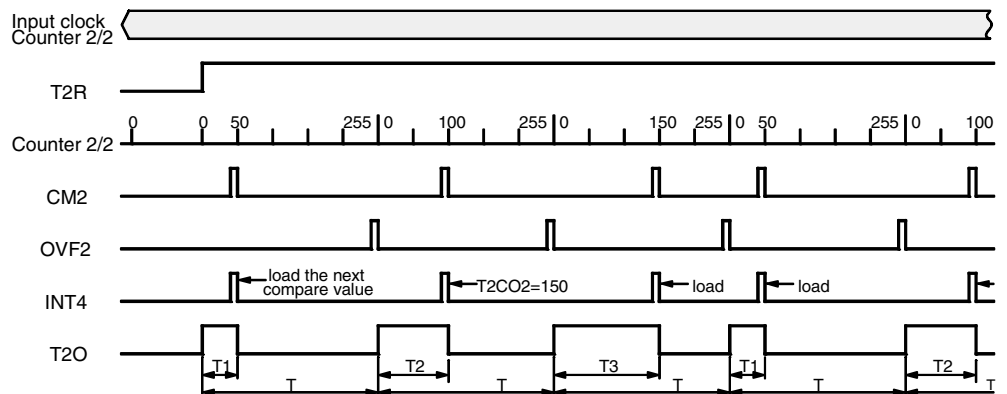 Input clock
Counter 2/2
T2R
0 0 50 255 0 100 255 0 150 255 0 50 255 0 100
Counter 2/2
CM2
OVF2
load the next
compare value
T2CO2=150
load
load
INT4
T2O
T1 T2 T3 T1 T2
T T T T T